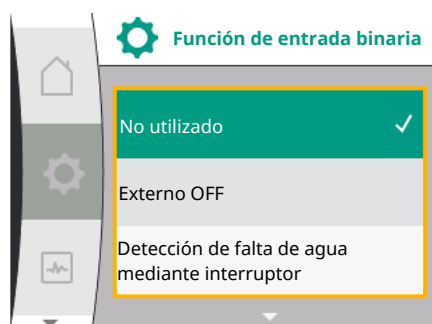 Función de entrada binaria
No utilizado
Externo OFF
Detección de falta de agua
mediante interruptor